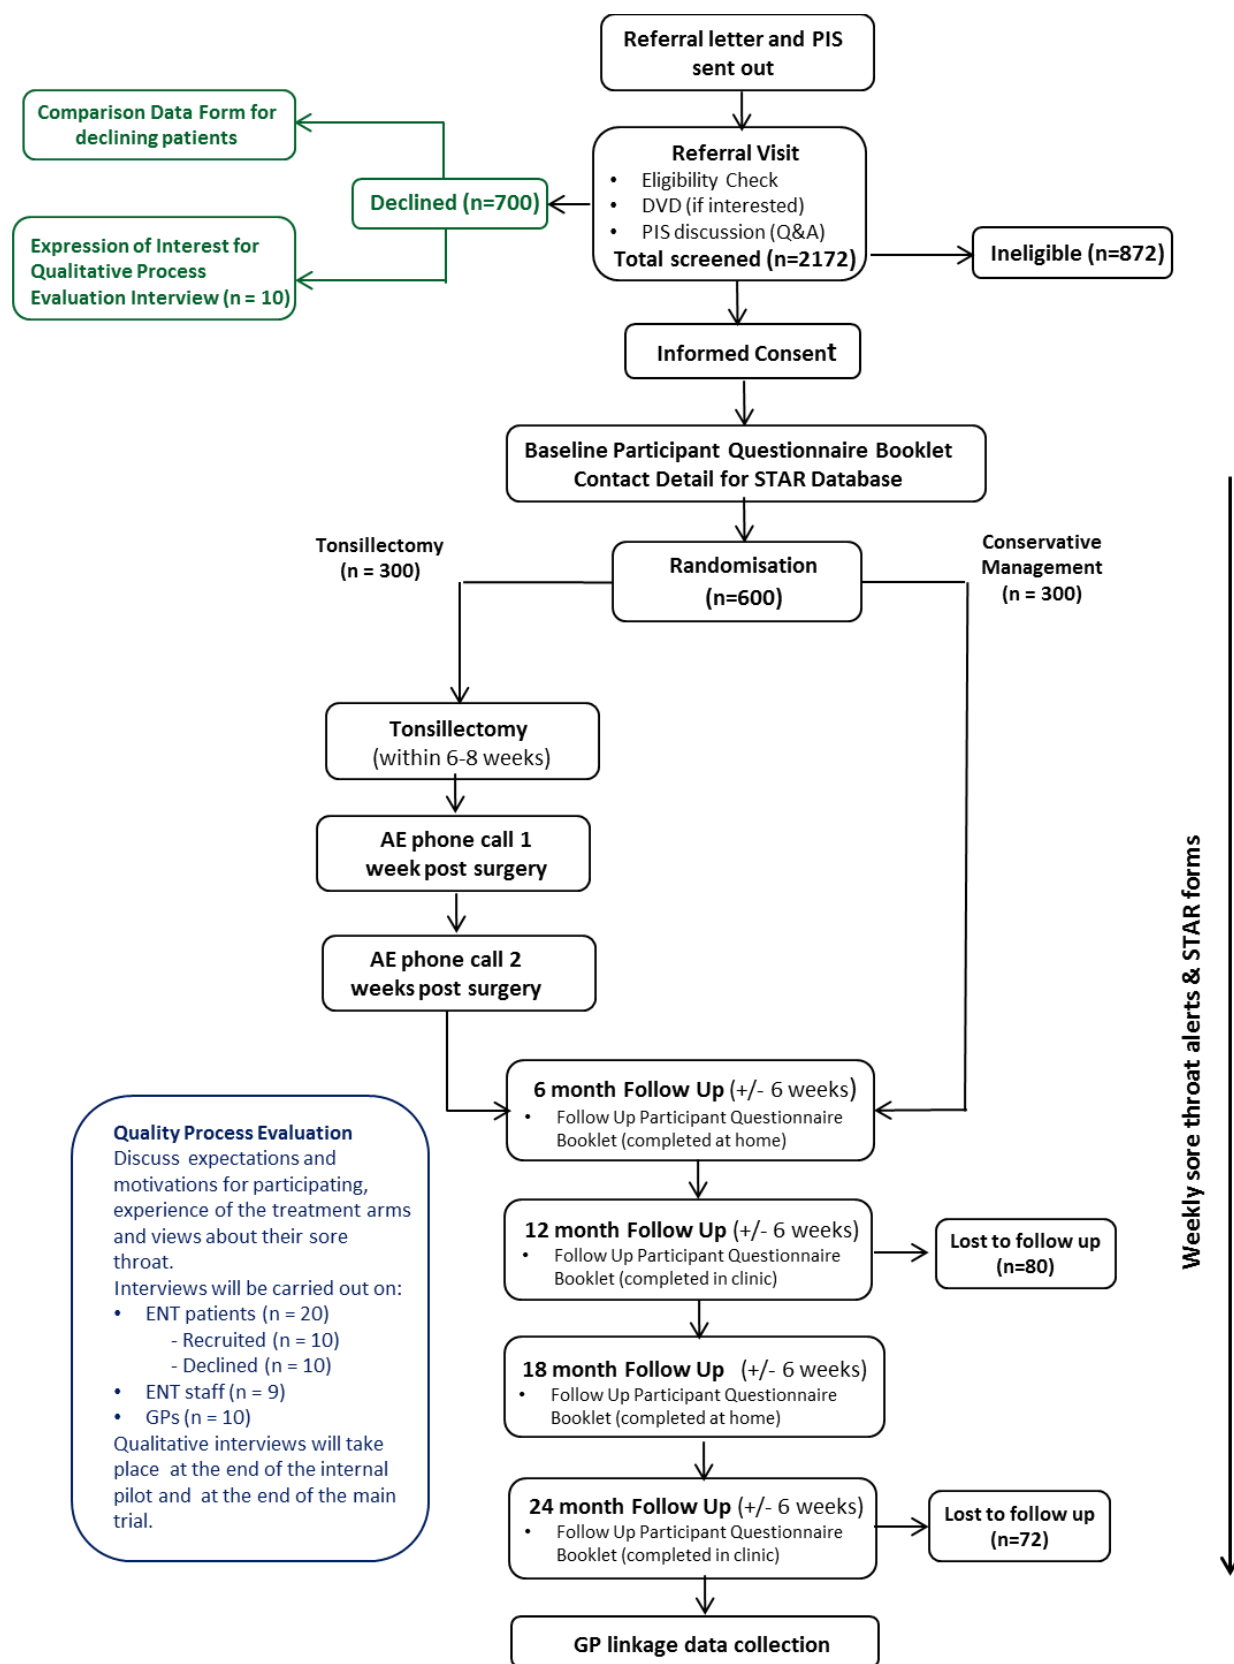 Referral letter and PIS
sent out
Comparison Data Form for
declining patients
Referral Visit
• Eligibility Check
• DVD (if interested)
• PIS discussion (Q&A)
Total screened (n=2172)
Declined (n=700)
Expression of Interest for
Qualitative Process
Evaluation Interview (n = 10)
Ineligible (n=872)
Informed Consent
Baseline Participant Questionnaire Booklet
Contact Detail for STAR Database
Tonsillectomy
(n = 300)
Randomisation
(n=600)
Conservative
Management
(n = 300)
Tonsillectomy
(within 6-8 weeks)
AE phone call 1
week post surgery
AE phone call 2
weeks post surgery
Weekly sore throat alerts & STAR forms
6 month Follow Up (+/- 6 weeks)
• Follow Up Participant Questionnaire
Booklet (completed at home)
Quality Process Evaluation
Discuss expectations and
motivations for participating,
experience of the treatment arms
and views about their sore
throat.
Interviews will be carried out on:
• ENT patients (n = 20)
- Recruited (n = 10)
- Declined (n = 10)
• ENT staff (n = 9)
• GPs (n = 10)
Qualitative interviews will take
place at the end of the internal
pilot and at the end of the main
trial.
12 month Follow Up (+/- 6 weeks)
• Follow Up Participant Questionnaire
Booklet (completed in clinic)
Lost to follow up
(n=80)
18 month Follow Up (+/- 6 weeks)
• Follow Up Participant Questionnaire
Booklet (completed at home)
24 month Follow Up (+/- 6 weeks)
• Follow Up Participant Questionnaire
Booklet (completed in clinic)
Lost to follow up
(n=72)
GP linkage data collection